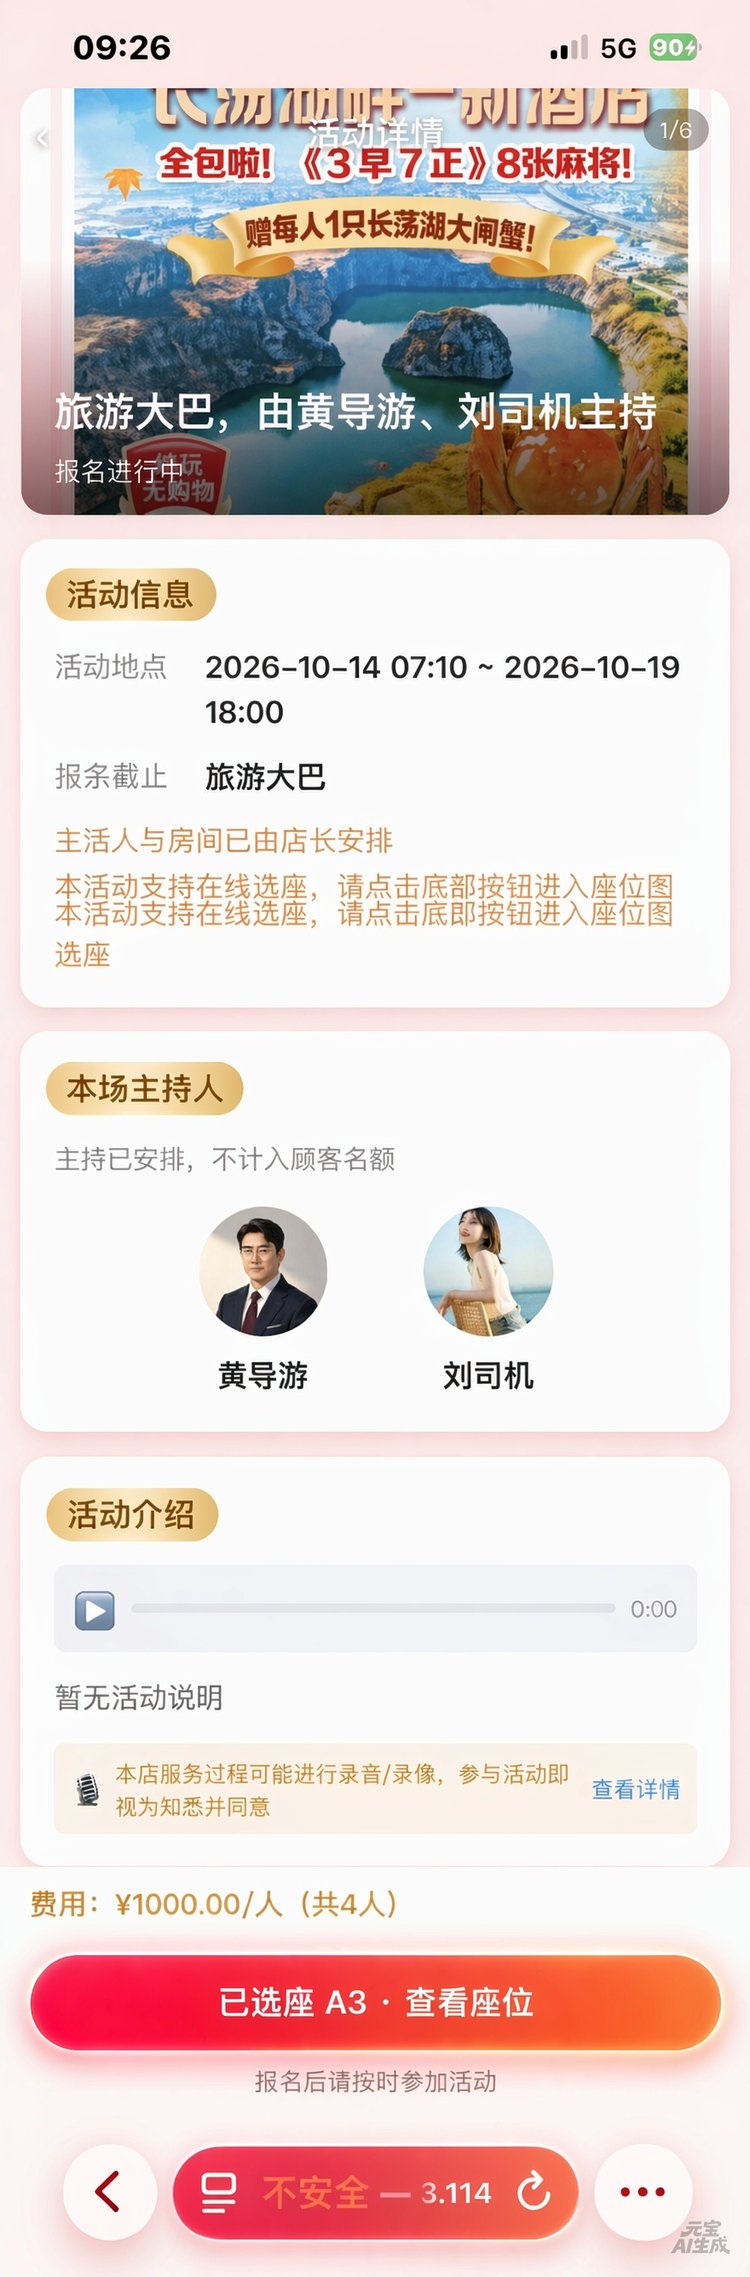 09:26
5G
90
长荡湖畔-新酒店
活动详情
1/6
全包啦！《3早7正》8张麻将！
赠每人1只长荡湖大闸蟹！
旅游大巴，由黄导游、刘司机主持
报名进行中
纯玩
无购物
活动信息
活动地点
2026-10-14 07:10 ~ 2026-10-19
18:00
报余截止
旅游大巴
主活人与房间已由店长安排
本活动支持在线选座，请点击底部按钮进入座位图
本活动支持在线选座，请点击底即按钮进入座位图
选座
本场主持人
主持已安排，不计入顾客名额
黄导游
刘司机
活动介绍
0:00
暂无活动说明
本店服务过程可能进行录音/录像，参与活动即
视为知悉并同意
查看详情
费用：¥1000.00/人（共4人）
已选座 A3 · 查看座位
报名后请按时参加活动
不安全 — 3.114
元宝
AI生成